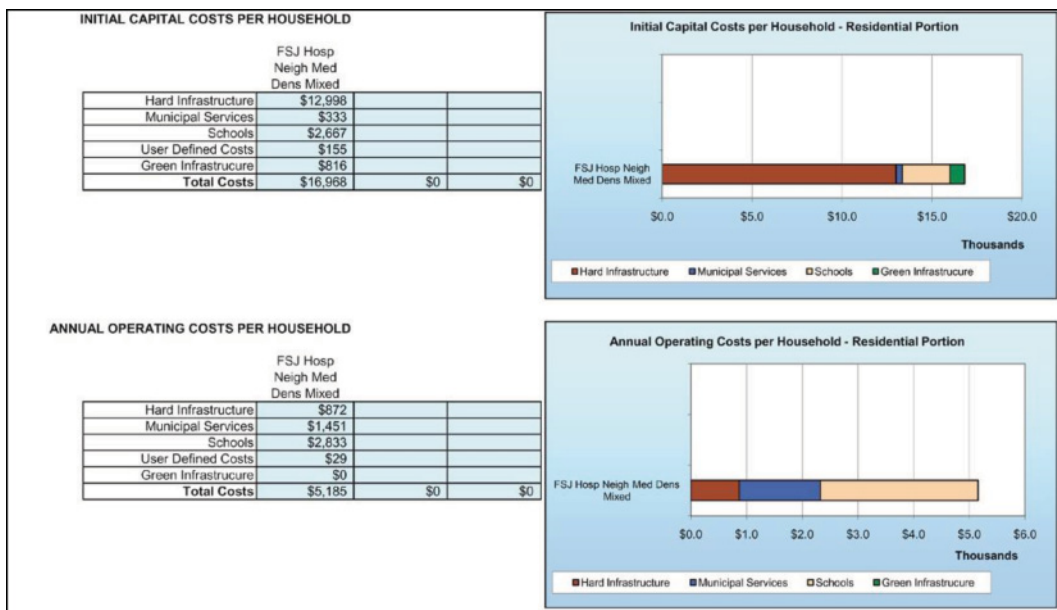 INITIAL CAPITAL COSTS PER HOUSEHOLD
FSJ Hosp
Neigh Med
Dens Mixed
Hard Infrastructure $12,998
Municipal Services $333
Schools $2,667
User Defined Costs $155
Green Infrastrucure $816
Total Costs $16,968 $0 $0
Initial Capital Costs per Household - Residential Portion
FSJ Hosp Neigh
Med Dens Mixed
$0.0 $5.0 $10.0 $15.0 $20.0
Thousands
Hard Infrastructure Municipal Services Schools Green Infrastrucure
ANNUAL OPERATING COSTS PER HOUSEHOLD
FSJ Hosp
Neigh Med
Dens Mixed
Hard Infrastructure $872
Municipal Services $1,451
Schools $2,833
User Defined Costs $29
Green Infrastrucure $0
Total Costs $5,185 $0 $0
Annual Operating Costs per Household - Residential Portion
FSJ Hosp Neigh Med Dens
Mixed
$0.0 $1.0 $2.0 $3.0 $4.0 $5.0 $6.0
Thousands
Hard Infrastructure Municipal Services Schools Green Infrastrucure